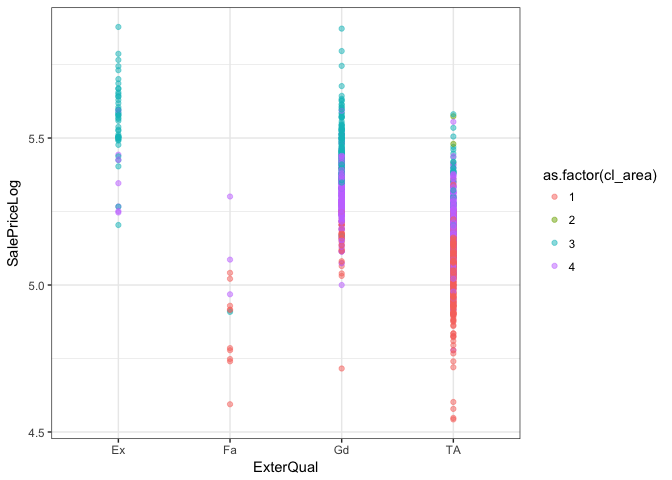 5.5
5.0
4.5
SalePriceLog
Ex Fa Gd TA
ExterQual
as.factor(cl_area)
1
2
3
4